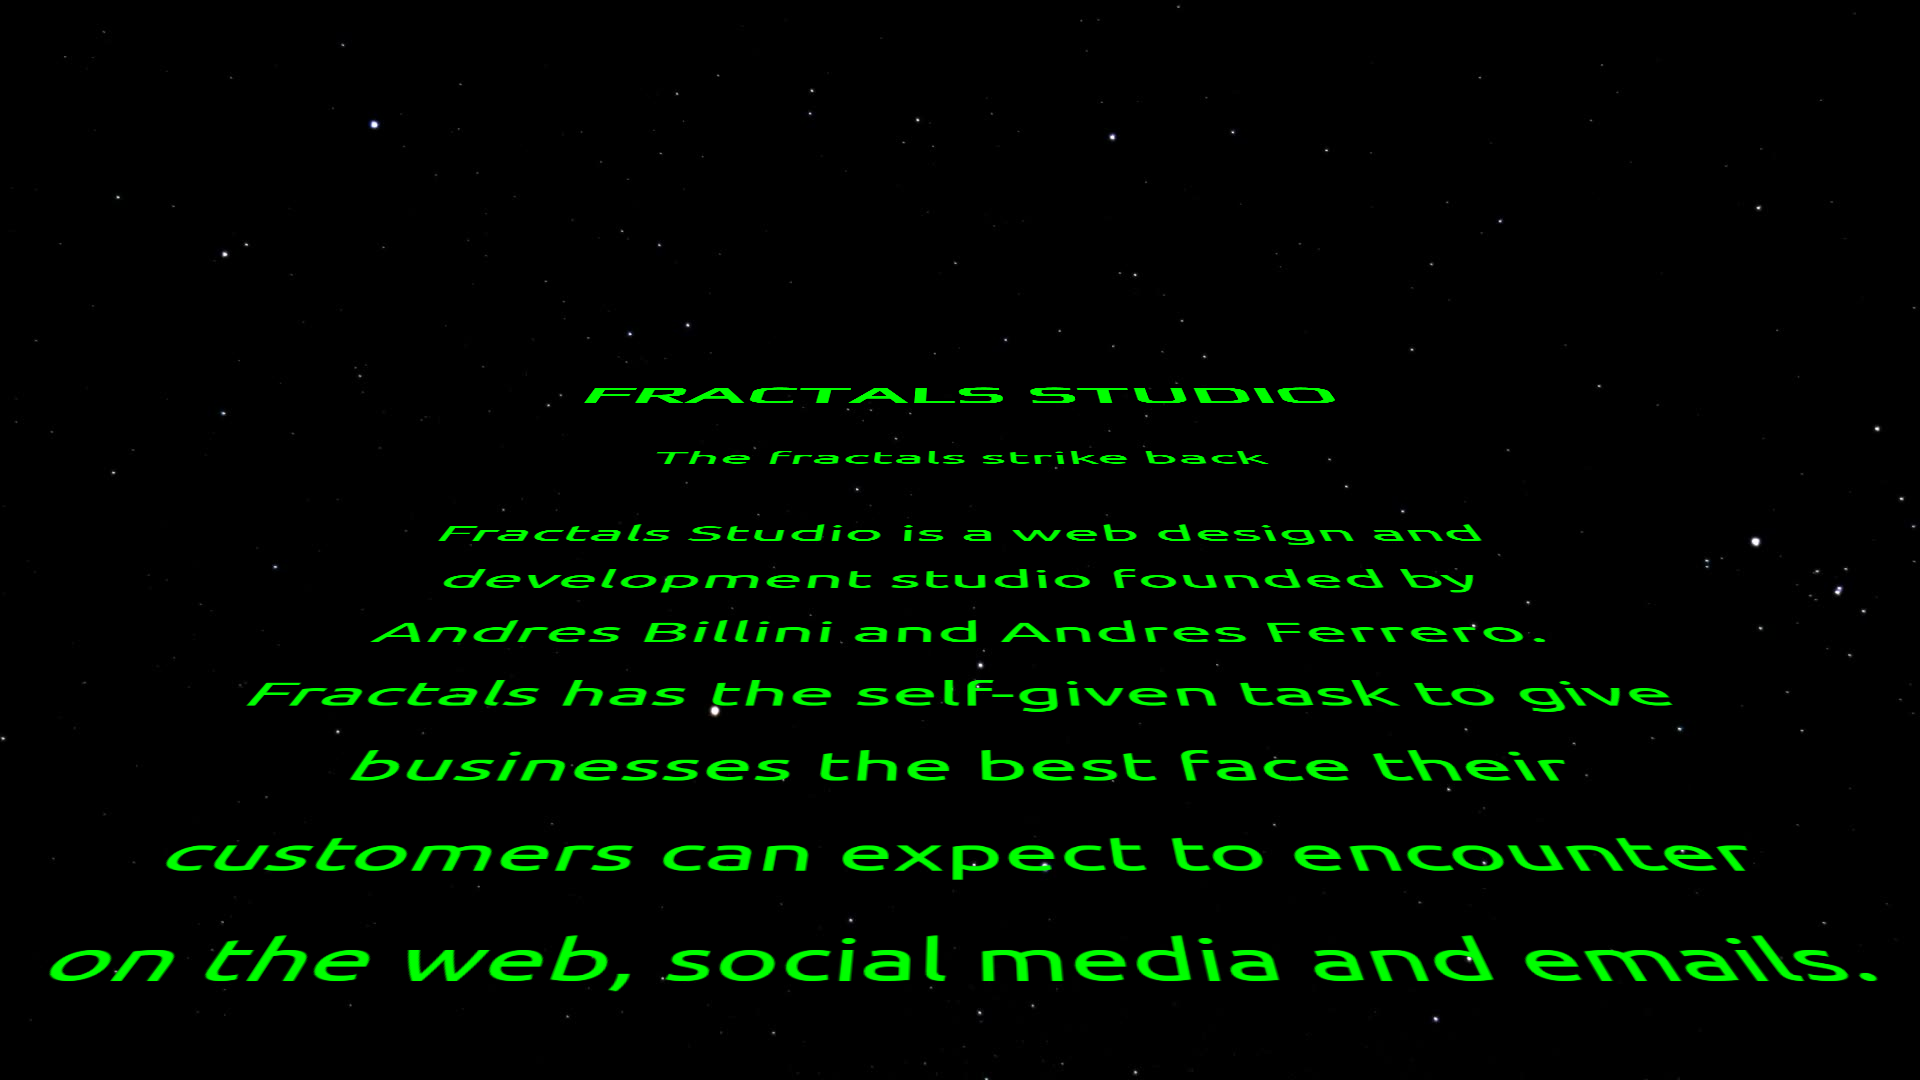 FRACTALS STUDIO
The fractals strike back
Fractals Studio is a web design and
development studio founded by
Andres Billini and Andres Ferrero.
Fractals has the self-given task to give
businesses the best face their
customers can expect to encounter
on the web, social media and emails.